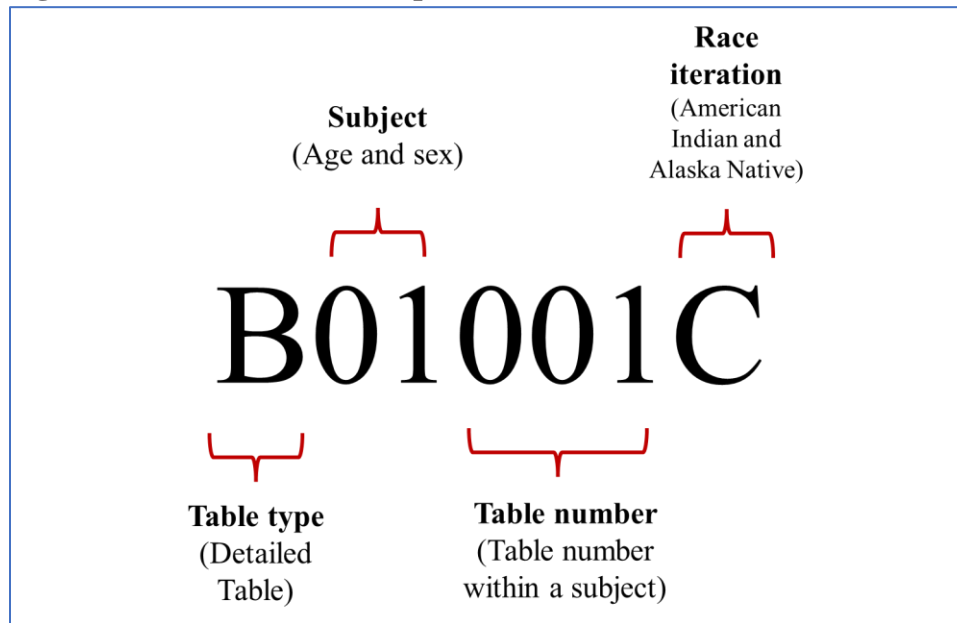 Race
iteration
(American
Indian and
Alaska Native)
Subject
(Age and sex)
B01001C
Table type
(Detailed
Table)
Table number
(Table number
within a subject)